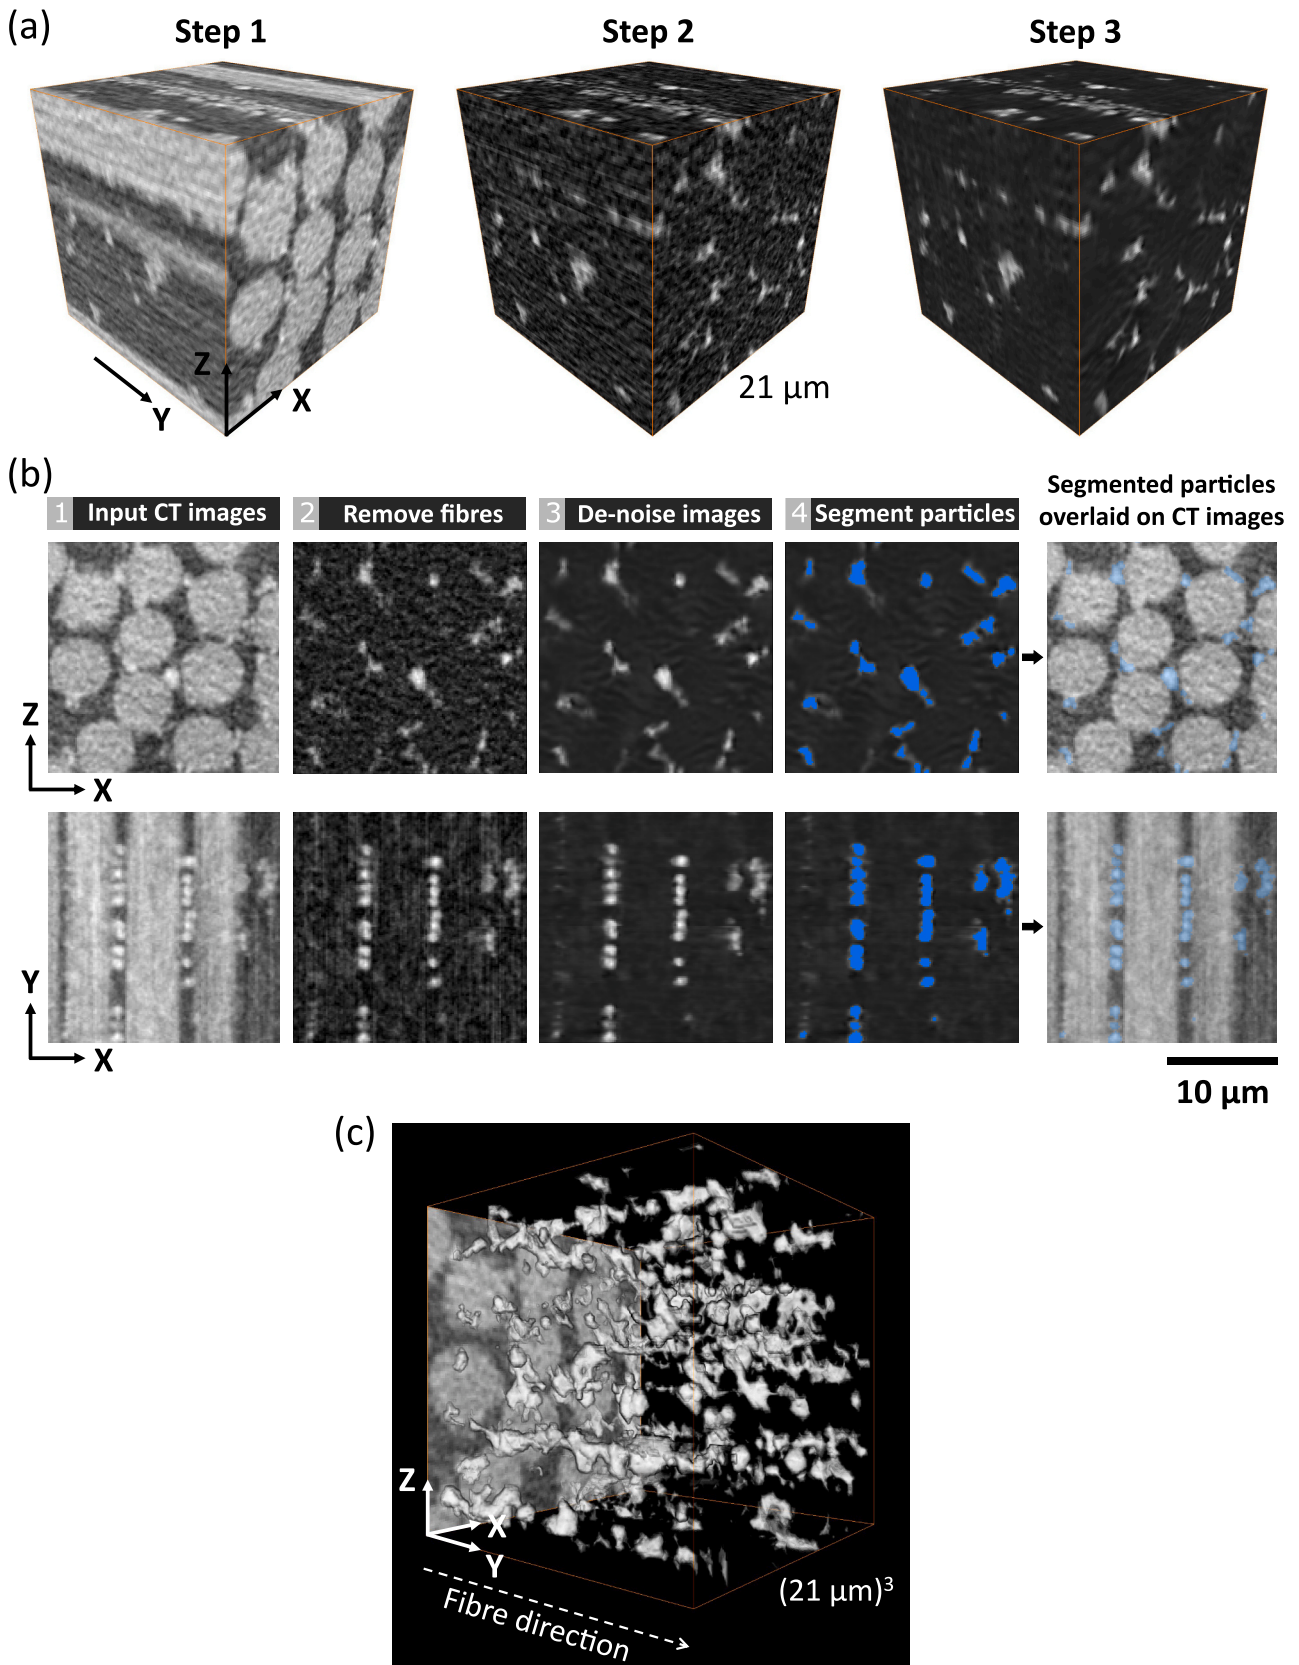 (a)
Step 1
Step 2
Step 3
Z
X
Y
21 µm
(b)
1 Input CT images
2 Remove fibres
3 De-noise images
4 Segment particles
Segmented particles
overlaid on CT images
Z
X
Y
X
10 µm
(c)
Z
X
Y
Fibre direction
(21 µm)³